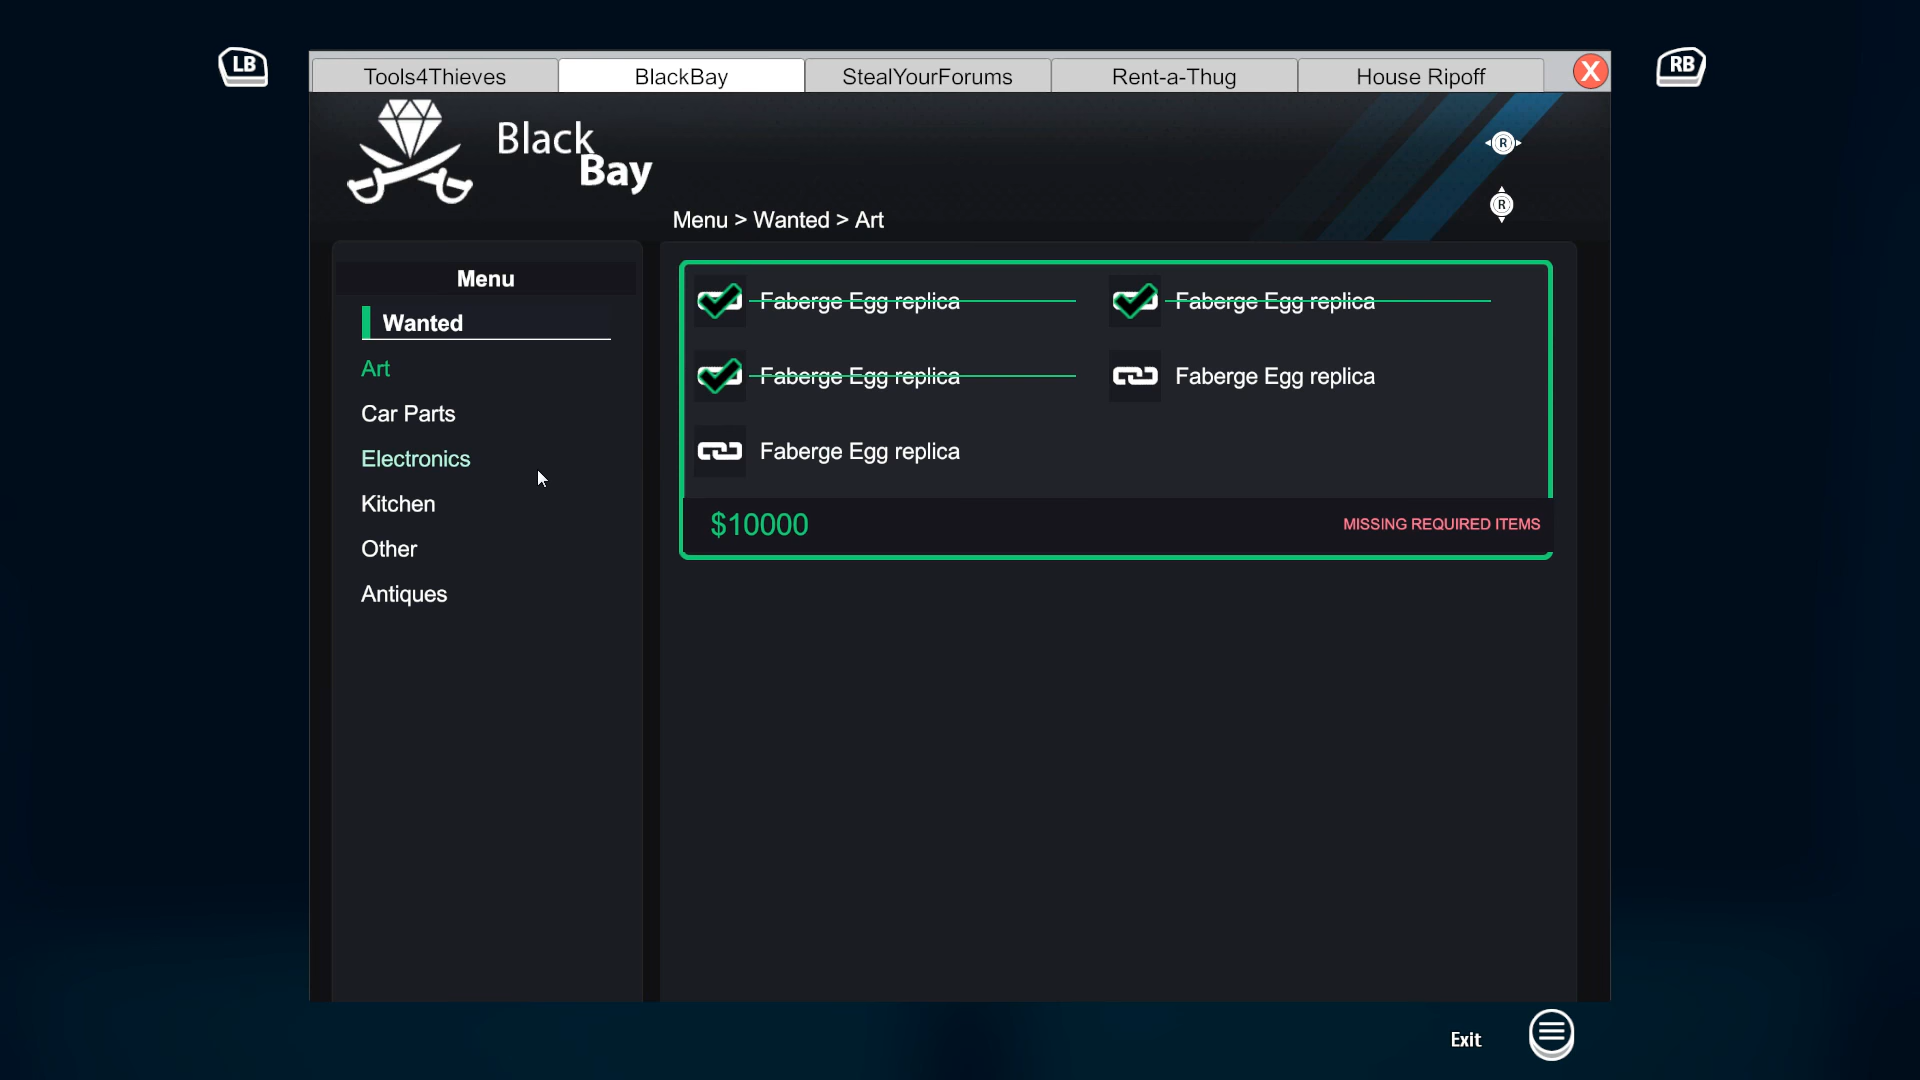 LB
RB
Tools4Thieves
BlackBay
StealYourForums
Rent-a-Thug
House Ripoff
X
Black
Bay
R
R
Menu > Wanted > Art
Menu
Wanted
Art
Car Parts
Electronics
Kitchen
Other
Antiques
Faberge Egg replica
Faberge Egg replica
Faberge Egg replica
Faberge Egg replica
Faberge Egg replica
$10000
MISSING REQUIRED ITEMS
Exit